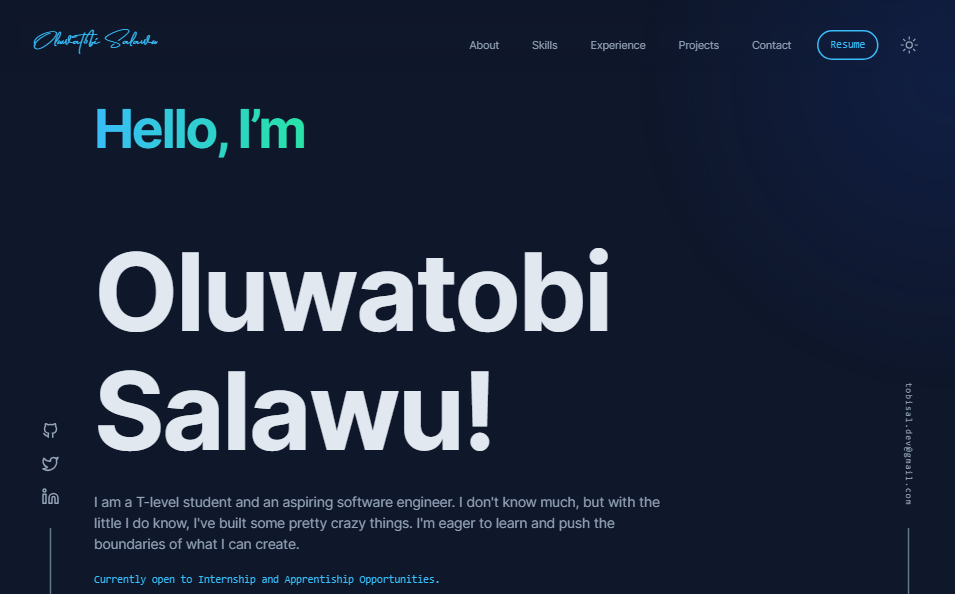 Oluwatobi Salawu
About Skills Experience Projects Contact Resume
Hello, I'm
Oluwatobi
Salawu!
I am a T-level student and an aspiring software engineer. I don't know much, but with the
little I do know, I've built some pretty crazy things. I'm eager to learn and push the
boundaries of what I can create.
Currently open to Internship and Apprentiship Opportunities.
tobisal.dev@gmail.com